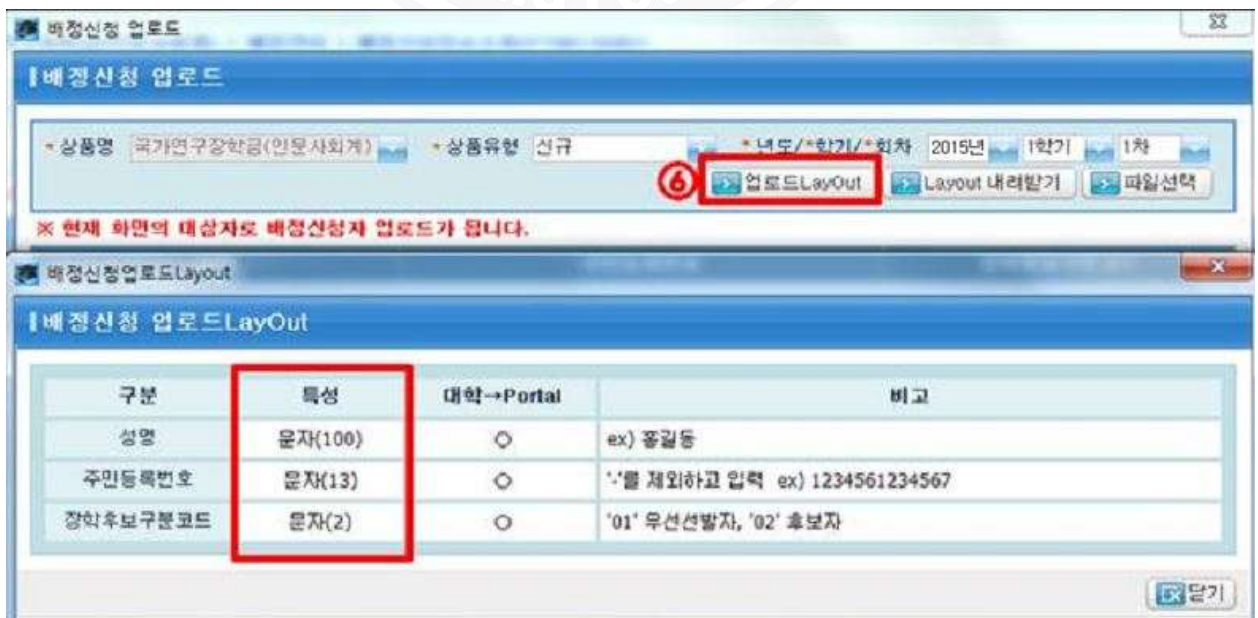 배정신청 업로드
배정신청 업로드
*상품명 국가연구장학금(인문사회계) *상품유형 신규 *년도/*학기/*회차 2015년 1학기 1차
⑥ 업로드LayOut Layout 내려받기 파일선택
※ 현재 화면의 대상자로 배정신청자 업로드가 됩니다.
배정신청업로드Layout
배정신청 업로드LayOut
구분 특성 대학→Portal 비고
성명 문자(100) ○ ex) 홍길동
주민등록번호 문자(13) ○ '-'를 제외하고 입력 ex) 1234561234567
장학후보구분코드 문자(2) ○ '01' 우선선발자, '02' 후보자
닫기